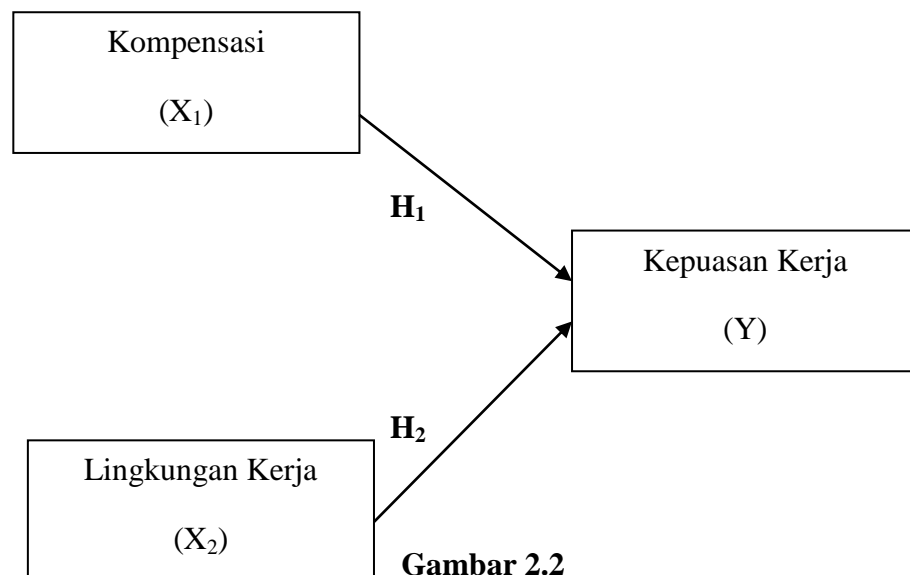 Kompensasi
(X₁)
H₁
Kepuasan Kerja
(Y)
H₂
Lingkungan Kerja
(X₂)
Gambar 2.2